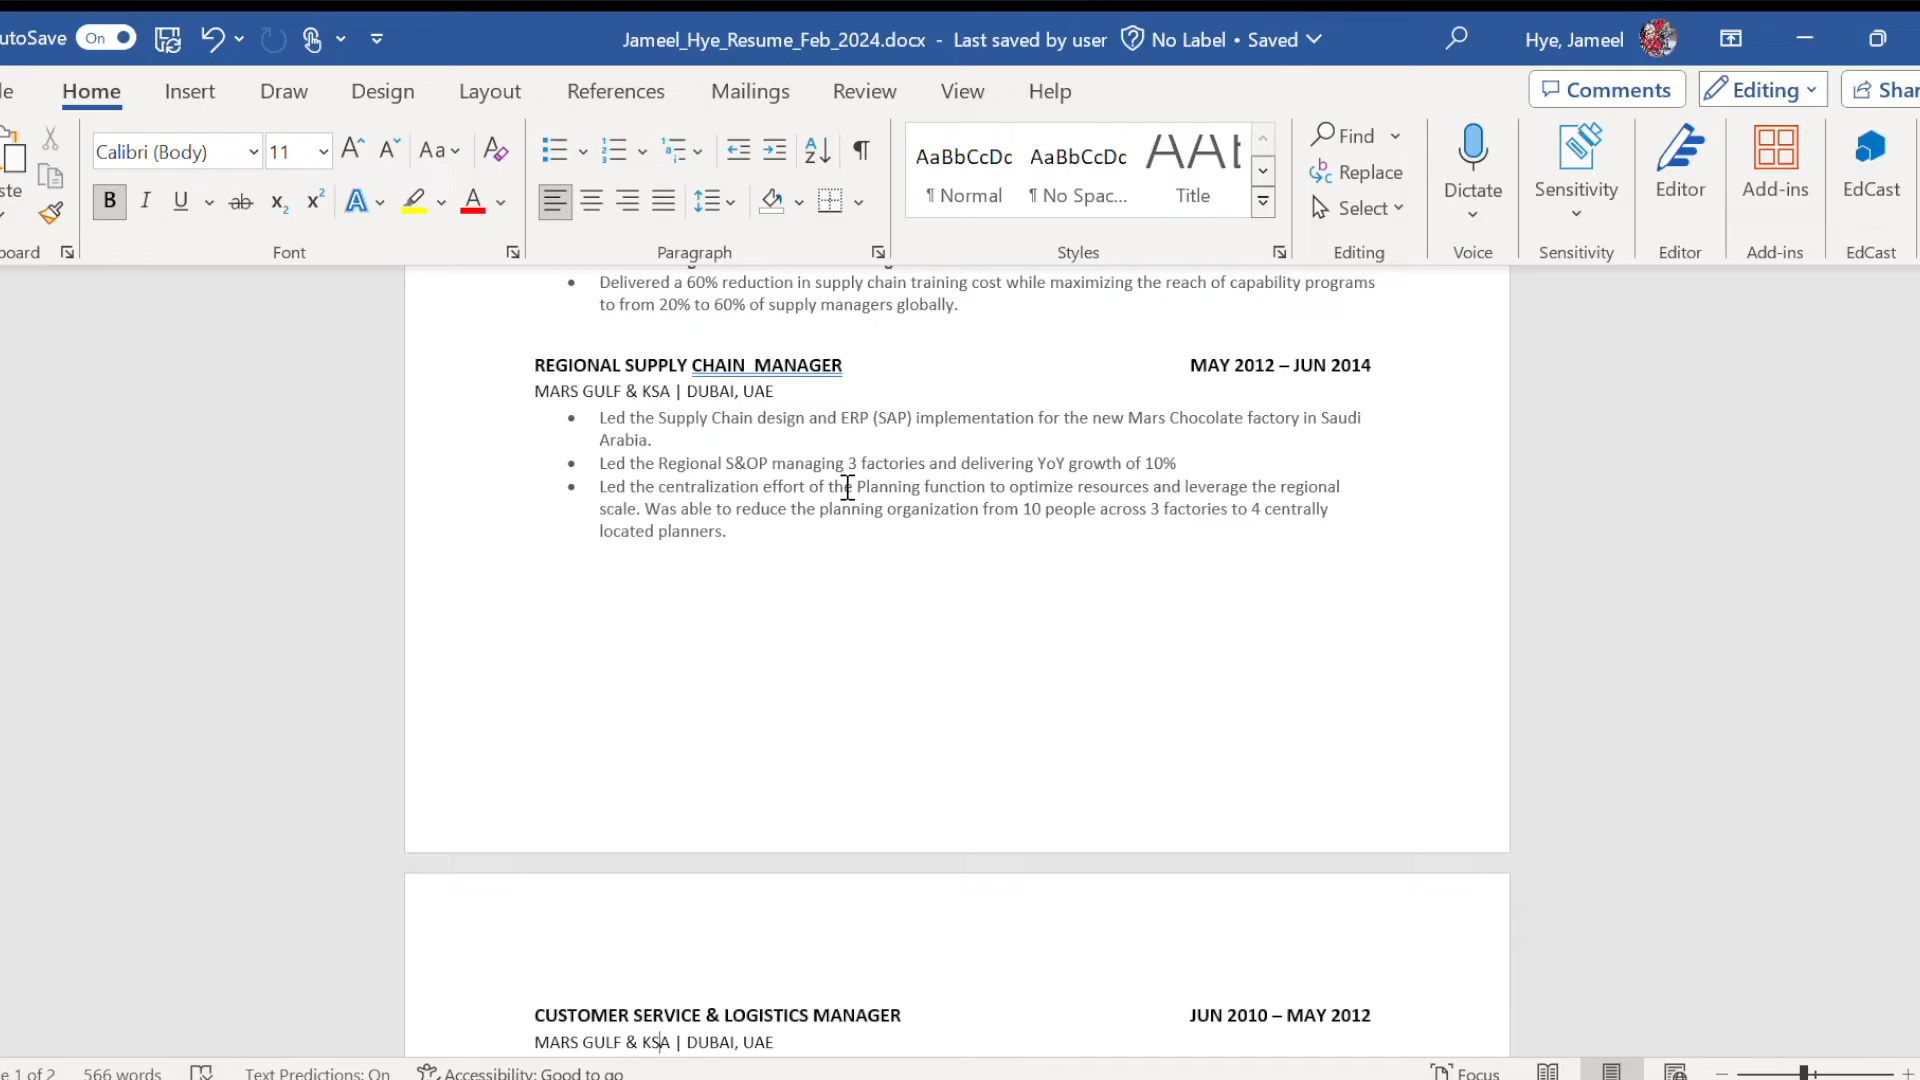 utoSave On Jameel_Hye_Resume_Feb_2024.docx - Last saved by user No Label • Saved Hye, Jameel
le Home Insert Draw Design Layout References Mailings Review View Help Comments Editing Shar
ste Calibri (Body) 11 Aa AaBbCcDc AaBbCcDc Find
¶ Normal ¶ No Spac... Title Replace
Select
Dictate Sensitivity Editor Add-ins EdCast
board Font Paragraph Styles Editing Voice Sensitivity Editor Add-ins EdCast
• Delivered a 60% reduction in supply chain training cost while maximizing the reach of capability programs
to from 20% to 60% of supply managers globally.
REGIONAL SUPPLY CHAIN  MANAGER MAY 2012 – JUN 2014
MARS GULF & KSA | DUBAI, UAE
• Led the Supply Chain design and ERP (SAP) implementation for the new Mars Chocolate factory in Saudi
Arabia.
• Led the Regional S&OP managing 3 factories and delivering YoY growth of 10%
• Led the centralization effort of the Planning function to optimize resources and leverage the regional
scale. Was able to reduce the planning organization from 10 people across 3 factories to 4 centrally
located planners.
CUSTOMER SERVICE & LOGISTICS MANAGER JUN 2010 – MAY 2012
MARS GULF & KSA | DUBAI, UAE
e 1 of 2 566 words Text Predictions: On Accessibility: Good to go Focus